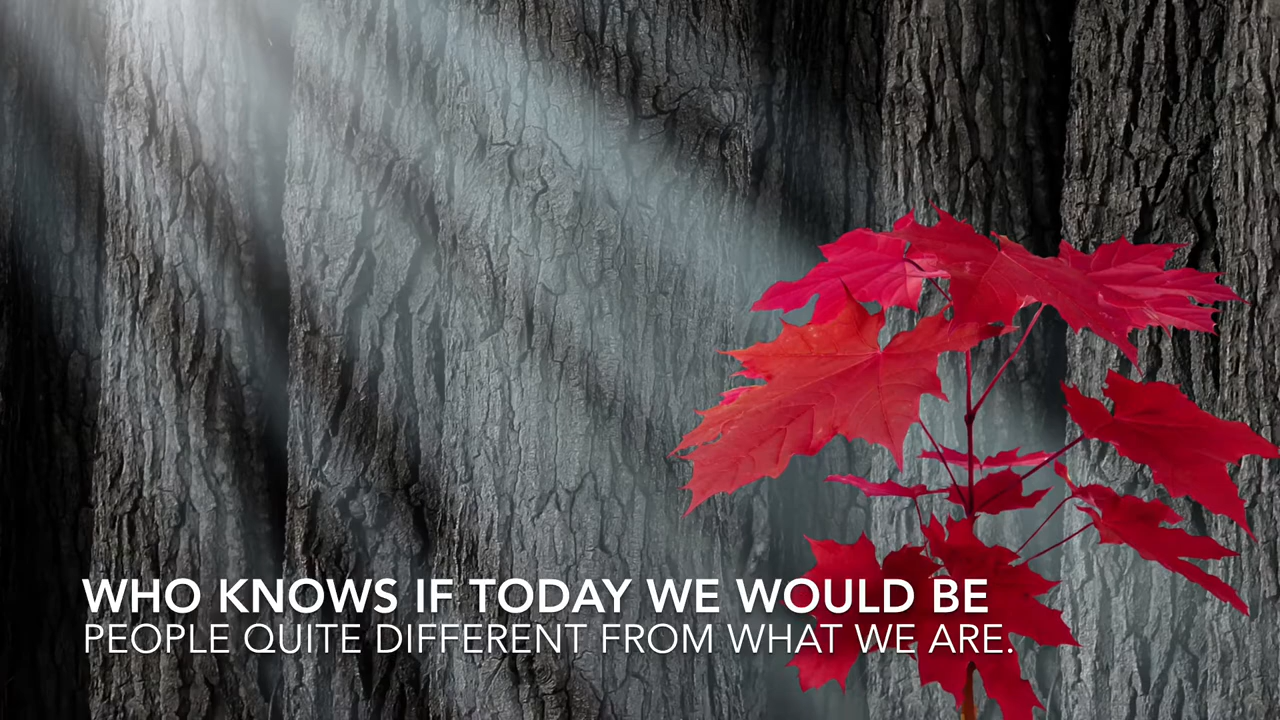 WHO KNOWS IF TODAY WE WOULD BE
PEOPLE QUITE DIFFERENT FROM WHAT WE ARE.